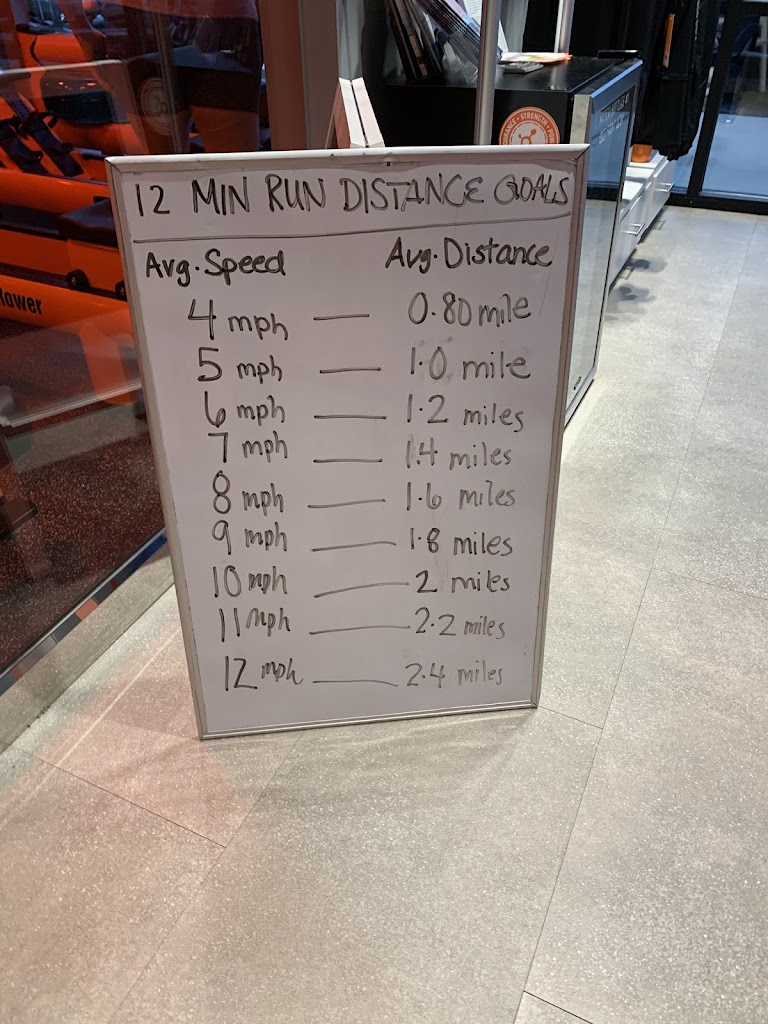 12 MIN RUN DISTANCE GOALS
Avg. Speed Avg. Distance
4 mph — 0.80 mile
5 mph — 1.0 mile
6 mph — 1.2 miles
7 mph — 1.4 miles
8 mph — 1.6 miles
9 mph — 1.8 miles
10 mph — 2 miles
11 mph — 2.2 miles
12 mph — 2.4 miles
STRENGTH
lower